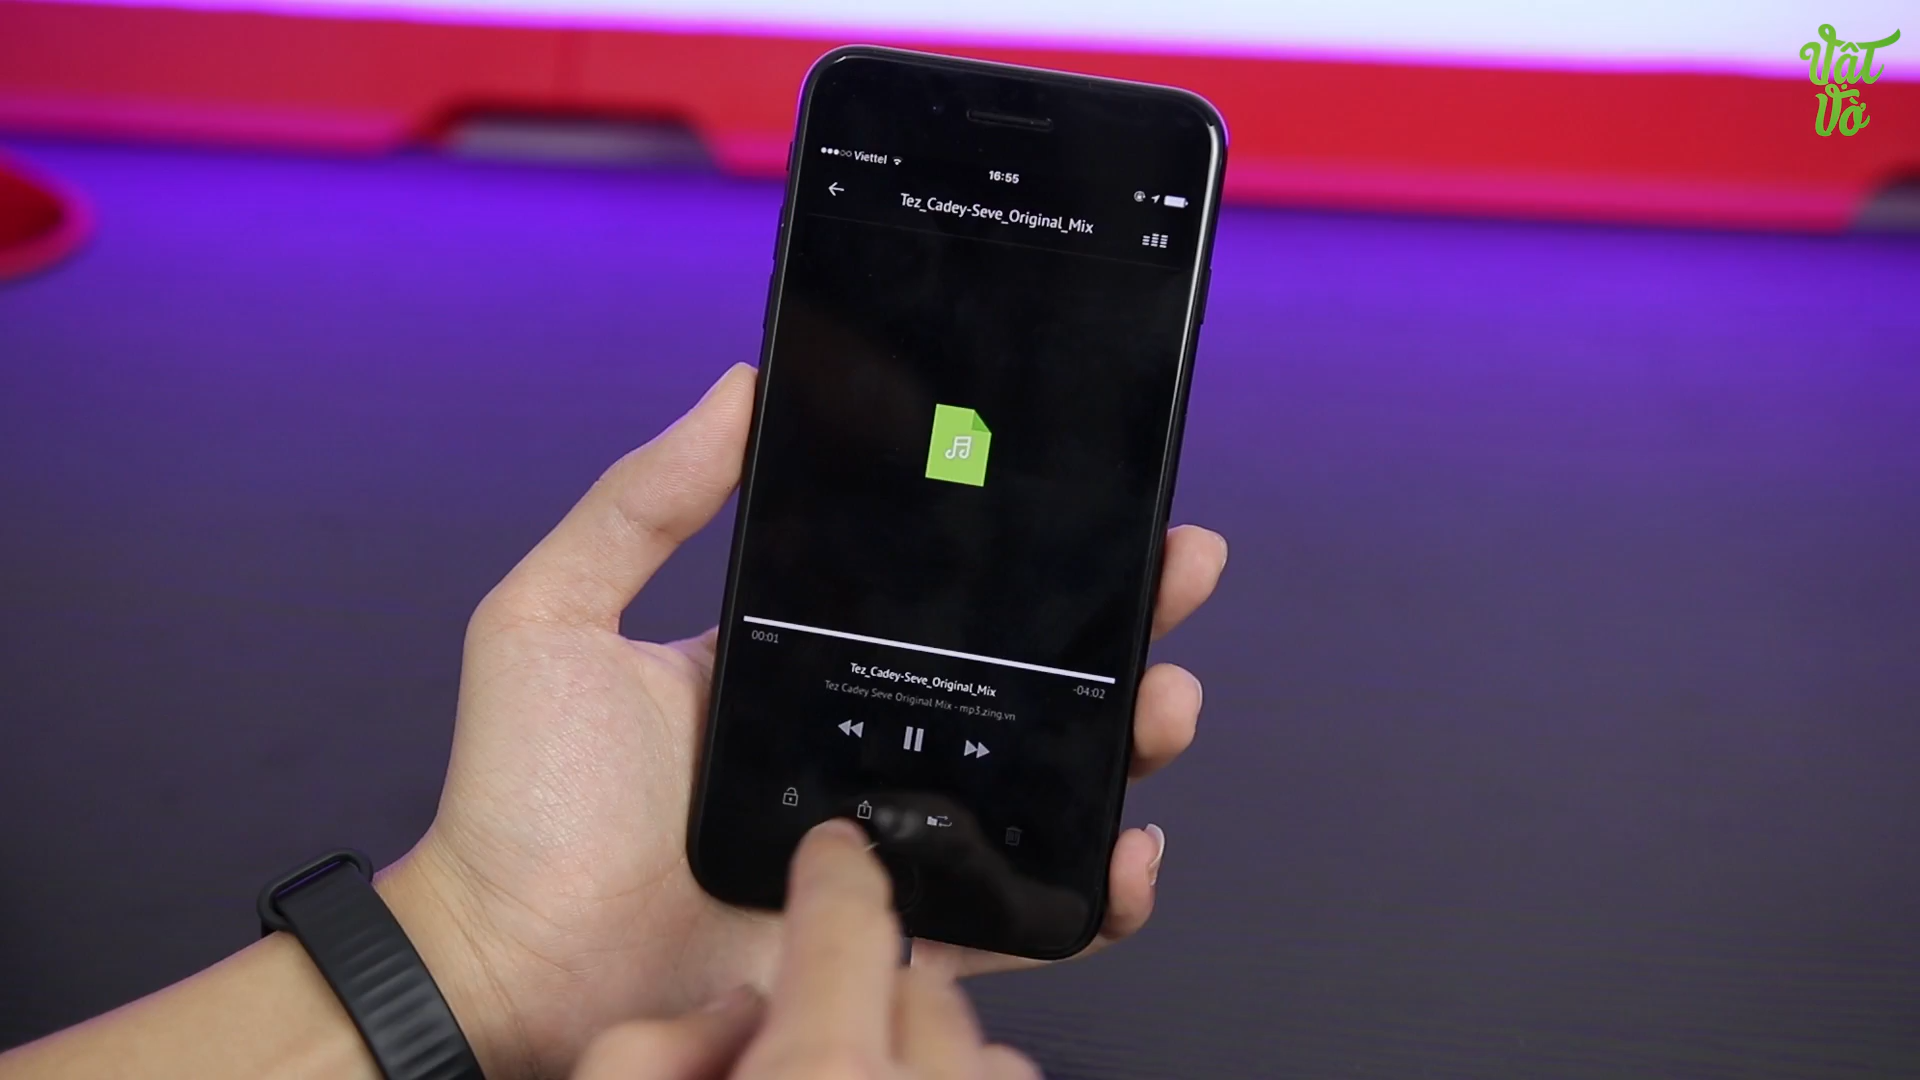 Vật
Vờ
Viettel
16:55
Tez_Cadey-Seve_Original_Mix
00:01
-04:02
Tez_Cadey-Seve_Original_Mix
Tez Cadey Seve Original Mix - mp3.zing.vn